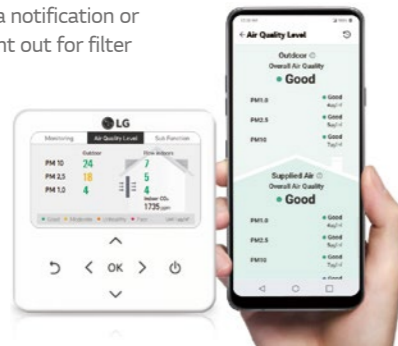 a notification or
nt out for filter
LG
Monitoring Air Quality Level Sub Function
Outdoor
PM 10 24 7
PM 2.5 18 5
PM 1.0 4 4
Indoor CO₂
1735
Good Moderate Unhealthy Poor
OK
Air Quality Level
Outdoor
Overall Air Quality
Good
PM1.0 Good
PM2.5 Good
PM10 Good
Supplied Air
Overall Air Quality
Good
PM1.0 Good
PM2.5 Good
PM10 Good
Good